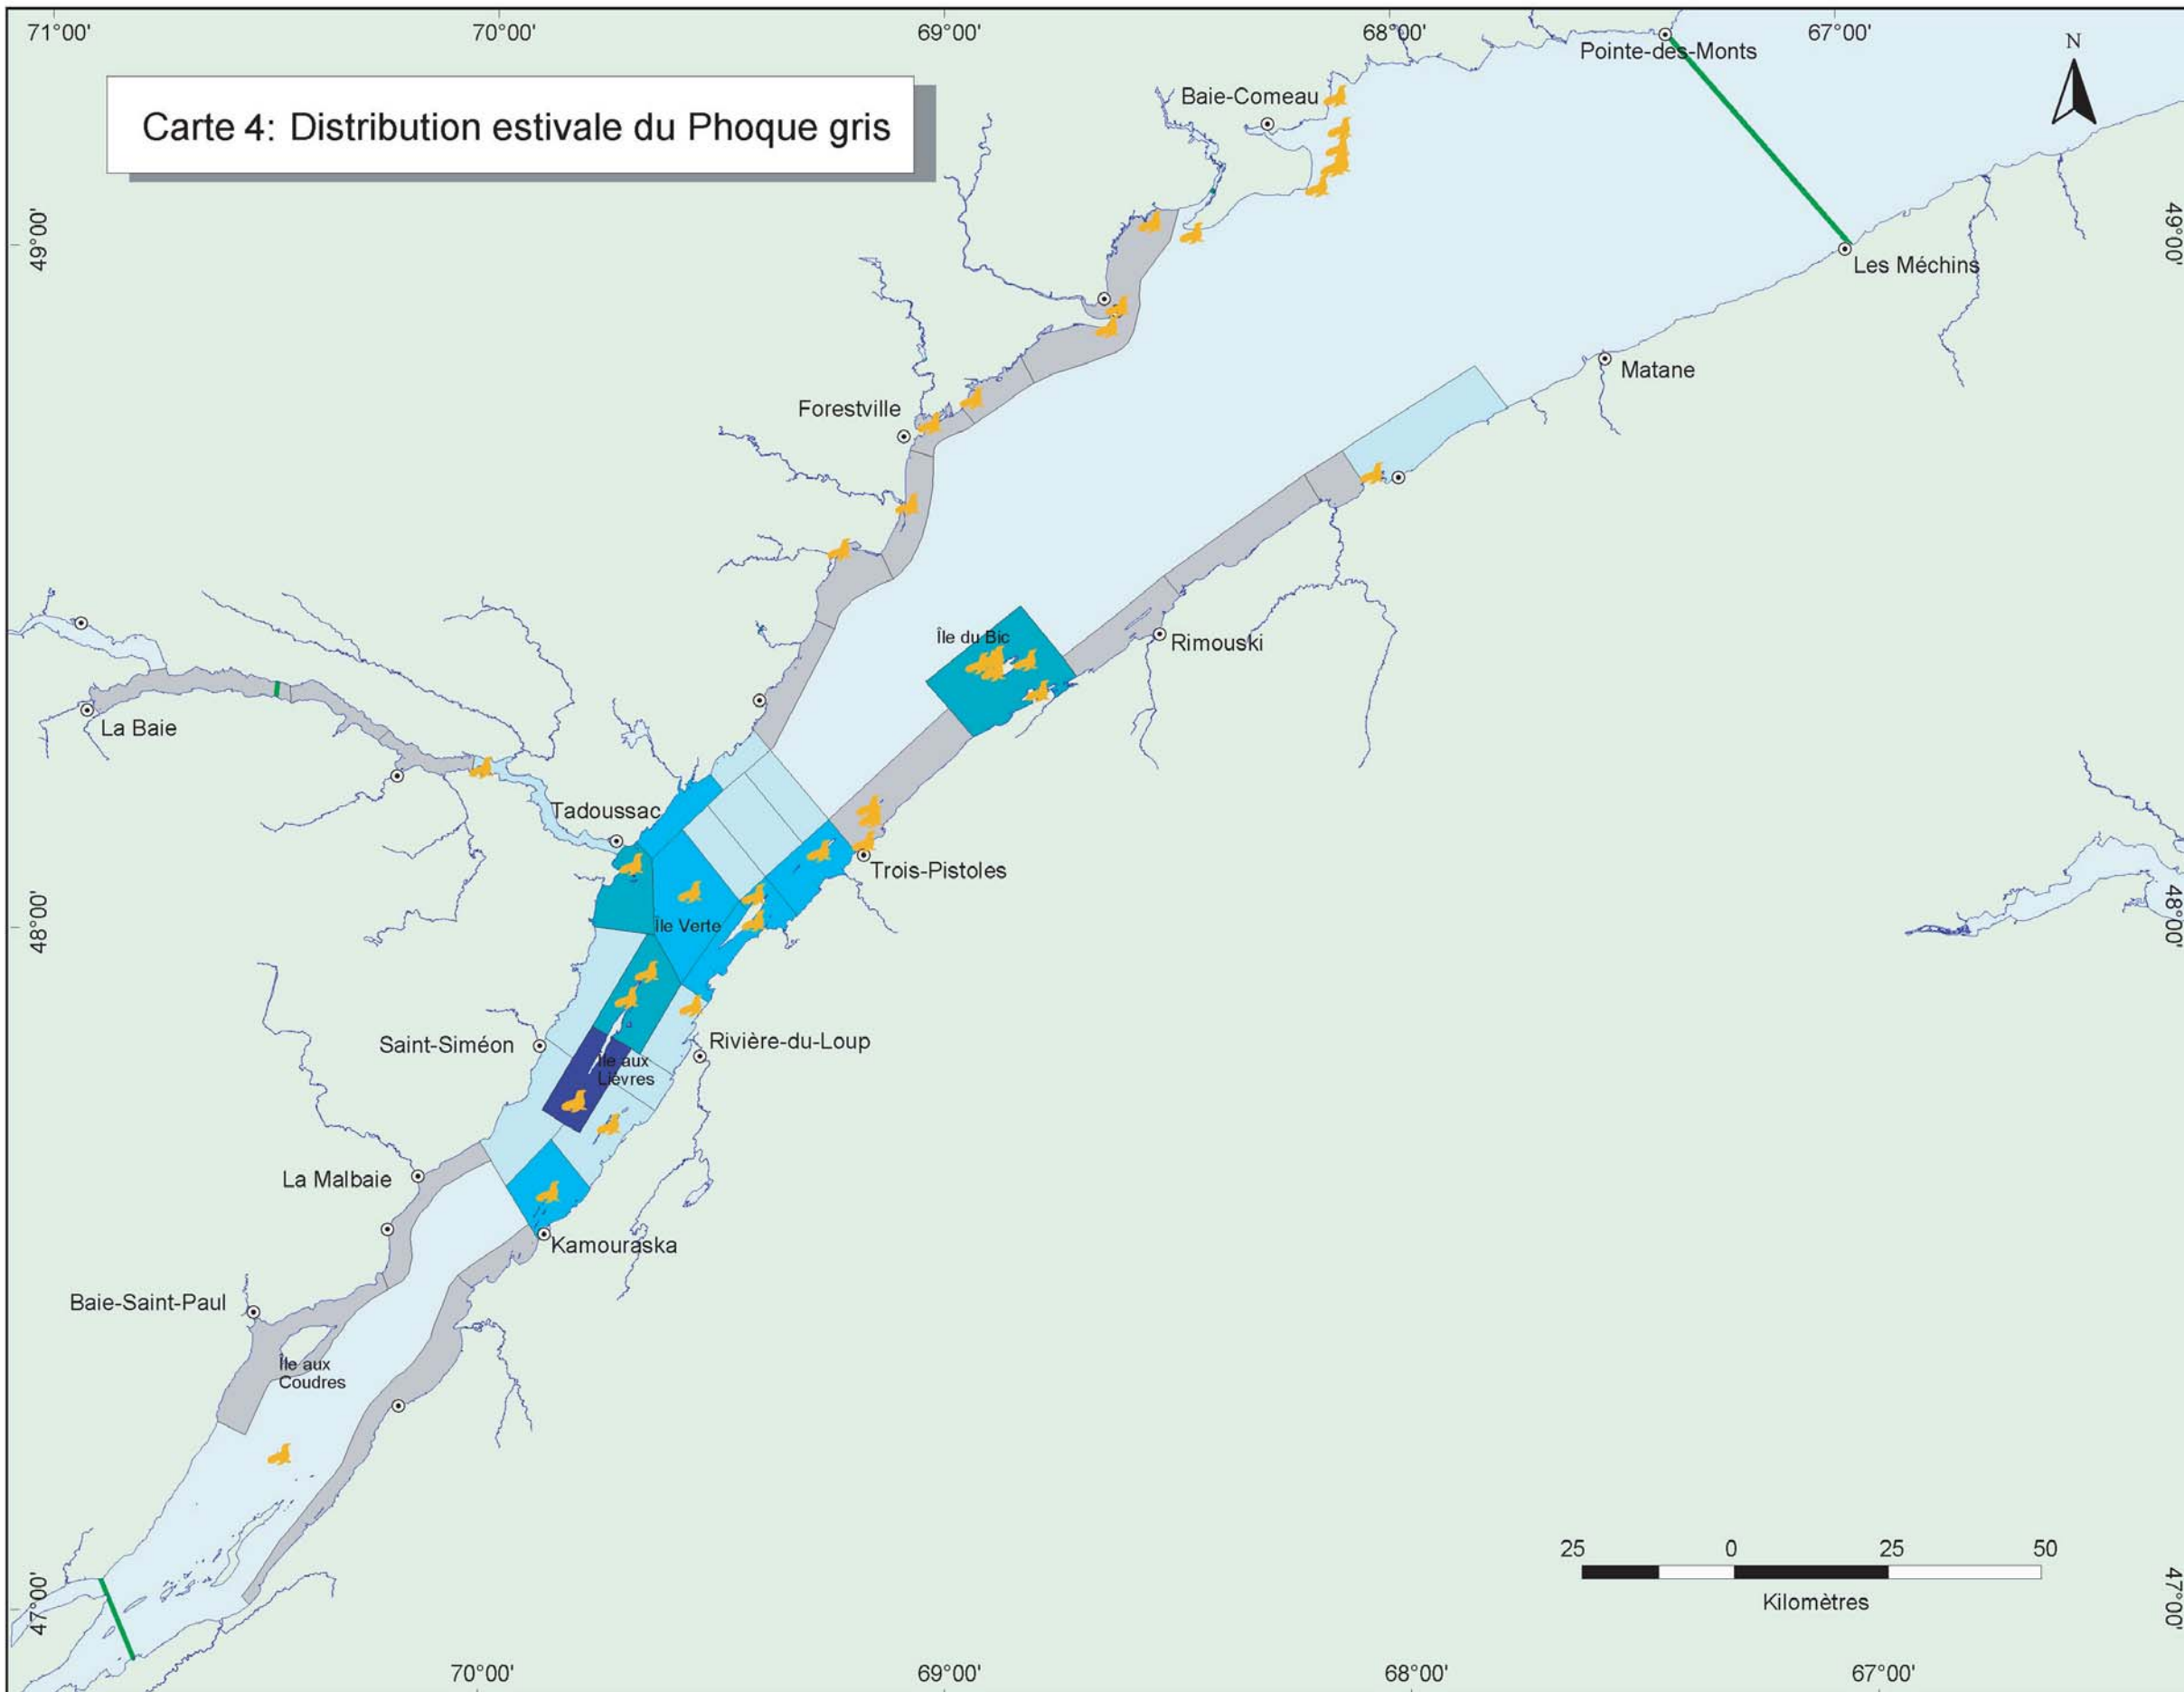 71°00'
70°00'
69°00'
68°00'
67°00'
Pointe-des-Monts
N
Baie-Comeau
Carte 4: Distribution estivale du Phoque gris
49°00'
49°00'
Les Méchins
Matane
Forestville
Île du Bic
Rimouski
La Baie
Tadoussac
Trois-Pistoles
48°00'
48°00'
Île Verte
Saint-Siméon
Rivière-du-Loup
Île aux
Lièvres
La Malbaie
Kamouraska
Baie-Saint-Paul
Île aux
Coudres
25 0 25 50
Kilomètres
47°00'
47°00'
70°00'
69°00'
68°00'
67°00'